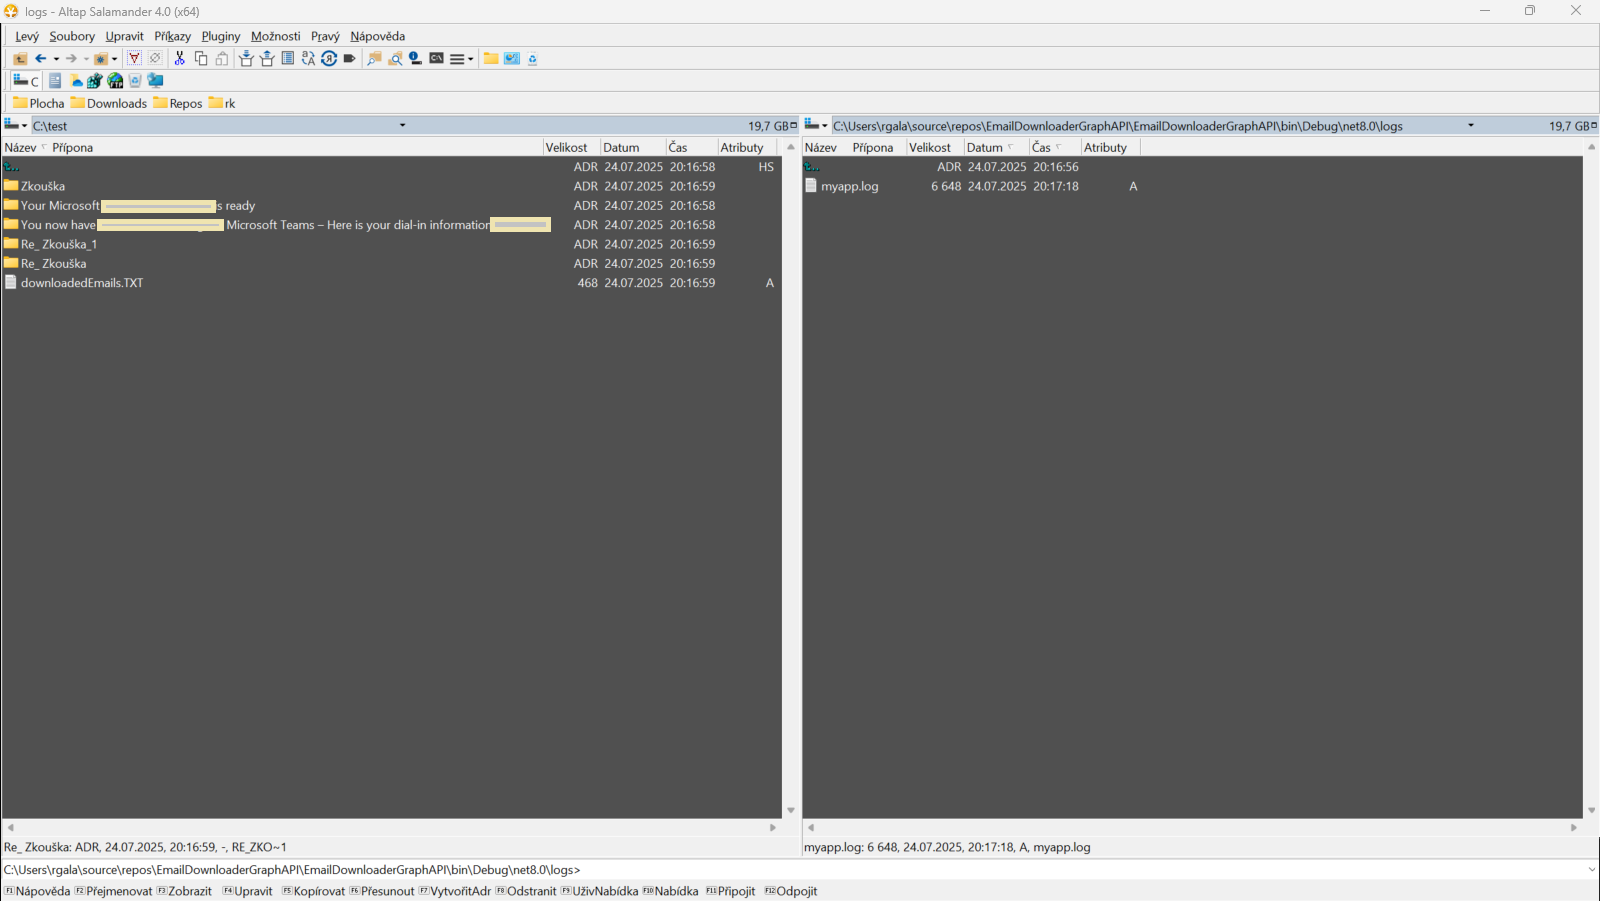 logs - Altap Salamander 4.0 (x64)
Levý Soubory Upravit Příkazy Pluginy Možnosti Pravý Nápověda
C
Plocha Downloads Repos rk
C:\test 19,7 GB
Název Přípona Velikost Datum Čas Atributy
.. ADR 24.07.2025 20:16:58 HS
Zkouška ADR 24.07.2025 20:16:59
Your Microsoft s ready ADR 24.07.2025 20:16:58
You now have Microsoft Teams – Here is your dial-in information ADR 24.07.2025 20:16:58
Re_ Zkouška_1 ADR 24.07.2025 20:16:59
Re_ Zkouška ADR 24.07.2025 20:16:59
downloadedEmails.TXT 468 24.07.2025 20:16:59 A
Re_ Zkouška: ADR, 24.07.2025, 20:16:59, -, RE_ZKO~1
C:\Users\rgala\source\repos\EmailDownloaderGraphAPI\EmailDownloaderGraphAPI\bin\Debug\net8.0\logs 19,7 GB
Název Přípona Velikost Datum Čas Atributy
.. ADR 24.07.2025 20:16:56
myapp.log 6 648 24.07.2025 20:17:18 A
myapp.log: 6 648, 24.07.2025, 20:17:18, A, myapp.log
C:\Users\rgala\source\repos\EmailDownloaderGraphAPI\EmailDownloaderGraphAPI\bin\Debug\net8.0\logs>
F1 Nápověda F2 Přejmenovat F3 Zobrazit F4 Upravit F5 Kopírovat F6 Přesunout F7 VytvořitAdr F8 Odstranit F9 UživNabídka F10 Nabídka F11 Připojit F12 Odpojit